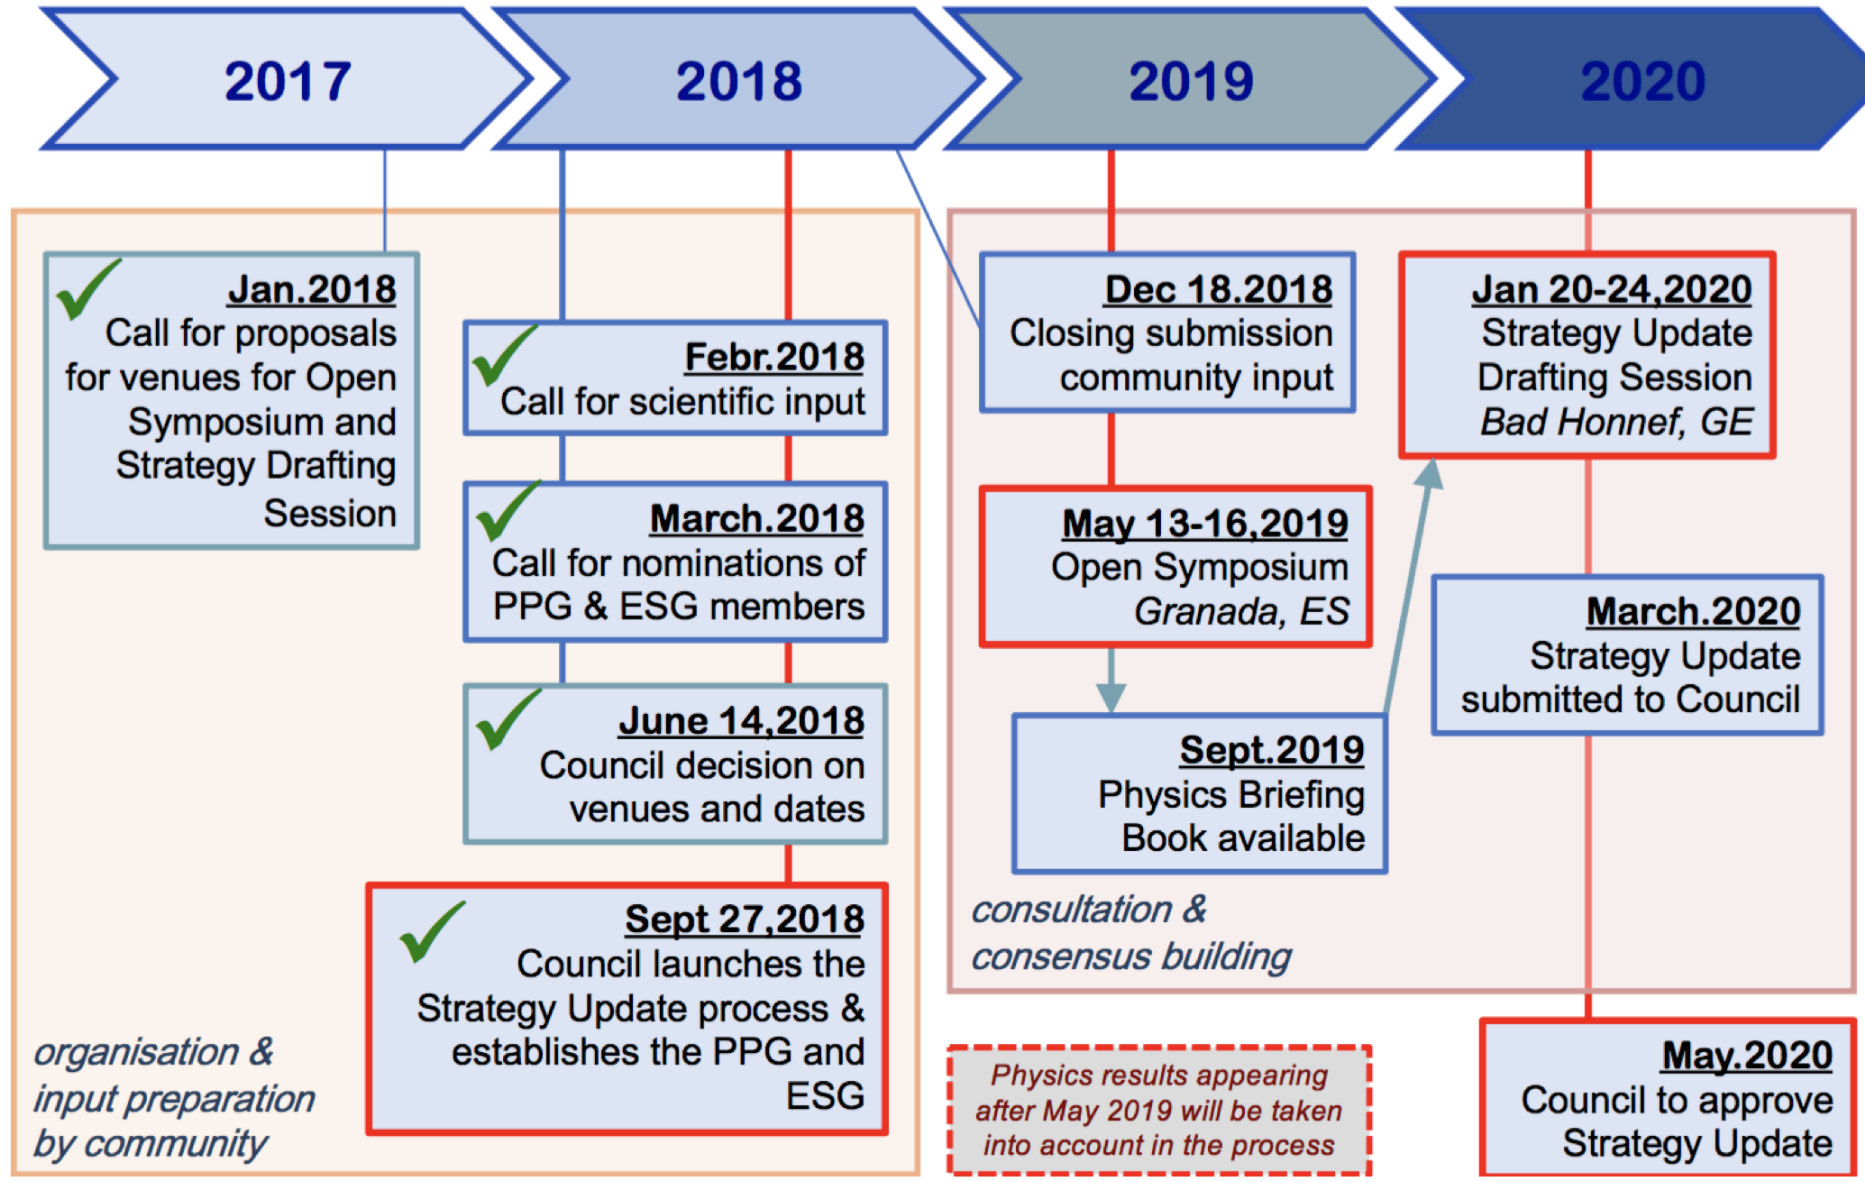 2017
2018
2019
2020
Jan.2018
Call for proposals
for venues for Open
Symposium and
Strategy Drafting
Session
Febr.2018
Call for scientific input
March.2018
Call for nominations of
PPG & ESG members
June 14,2018
Council decision on
venues and dates
Sept 27,2018
Council launches the
Strategy Update process &
establishes the PPG and
ESG
organisation &
input preparation
by community
Dec 18.2018
Closing submission
community input
May 13-16,2019
Open Symposium
Granada, ES
Sept.2019
Physics Briefing
Book available
Jan 20-24,2020
Strategy Update
Drafting Session
Bad Honnef, GE
March.2020
Strategy Update
submitted to Council
consultation &
consensus building
Physics results appearing
after May 2019 will be taken
into account in the process
May.2020
Council to approve
Strategy Update